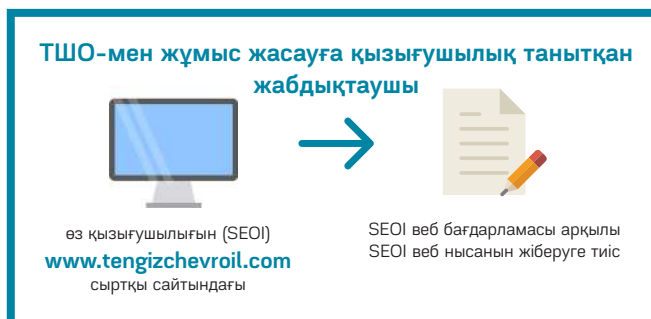 ТШО-мен жұмыс жасауға қызығушылық танытқан
жабдықтаушы
өз қызығушылығын (SEOI)
www.tengizchevroil.com
сыртқы сайтындағы
SEOI веб бағдарламасы арқылы
SEOI веб нысанын жіберуге тиіс